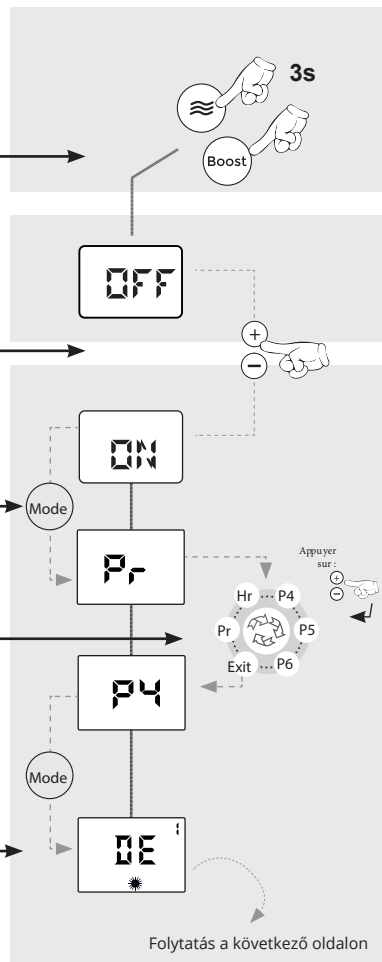 3s
Boost
OFF
+
−
ON
Mode
Pr
Appuyer
sur :
+
−
Hr ... P4
Pr P5
Exit ... P6
P4
Mode
DE 1
Folytatás a következő oldalon